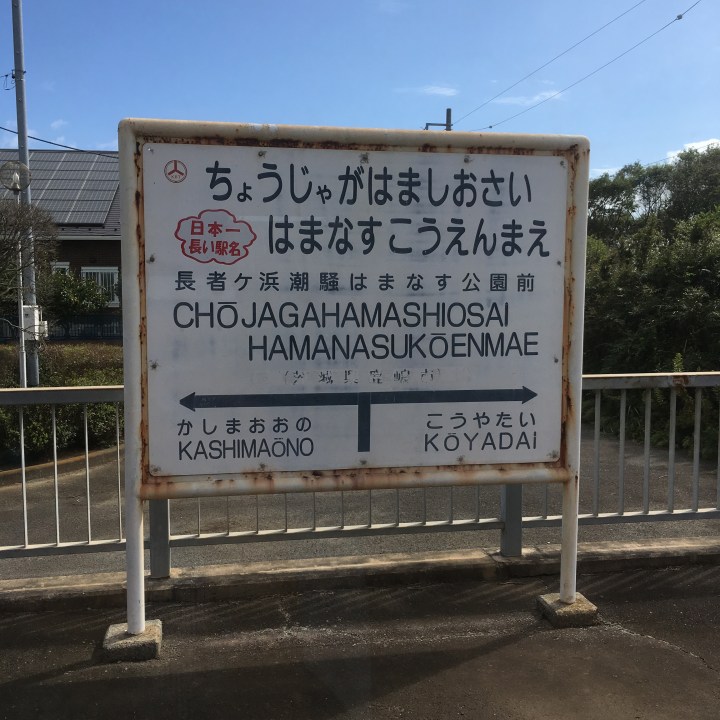 ちょうじゃがはましおさい
日本一
長い駅名
はまなすこうえんまえ
長者ケ浜潮騒はまなす公園前
CHŌJAGAHAMASHIOSAI
HAMANASUKŌENMAE
かしまおおの
KASHIMAŌNO
こうやたい
KŌYADAi